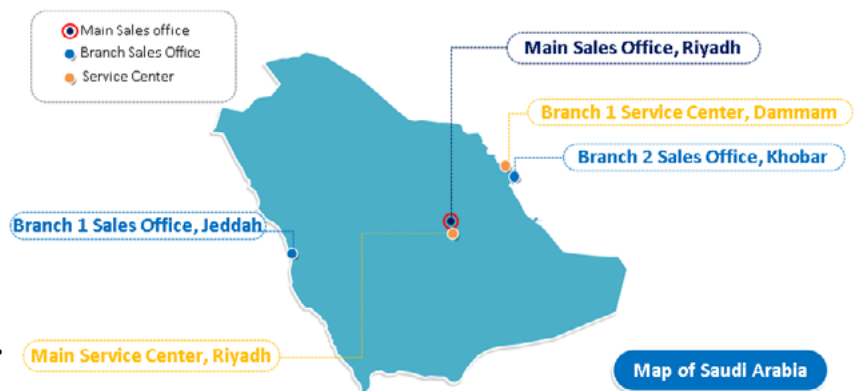 Main Sales office
Branch Sales Office
Service Center
Main Sales Office, Riyadh
Branch 1 Service Center, Dammam
Branch 2 Sales Office, Khobar
Branch 1 Sales Office, Jeddah
Main Service Center, Riyadh
Map of Saudi Arabia